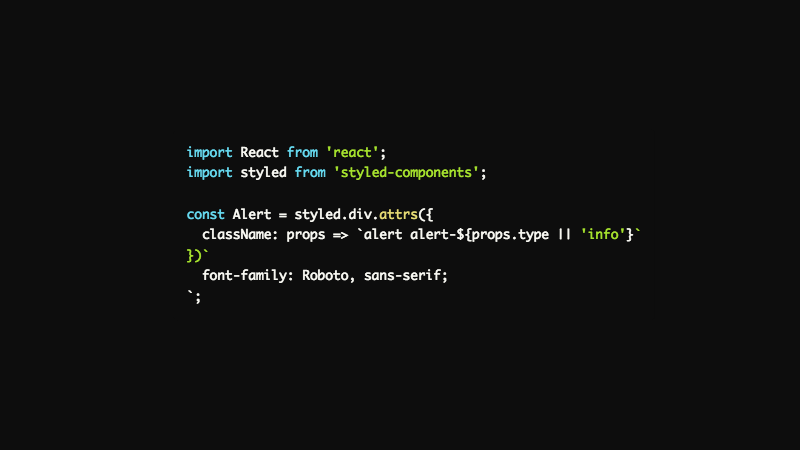 import React from 'react';
import styled from 'styled-components';

const Alert = styled.div.attrs({
  className: props => `alert alert-${props.type || 'info'}`
})`
  font-family: Roboto, sans-serif;
`;